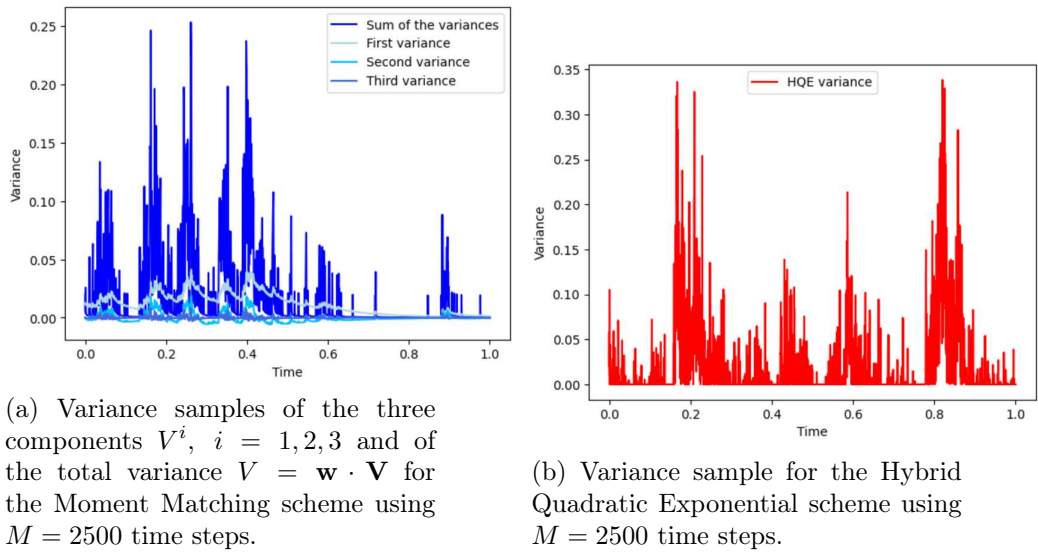 0.25
0.20
0.15
0.10
0.05
0.00
Variance
Sum of the variances
First variance
Second variance
Third variance
0.0
0.2
0.4
0.6
0.8
1.0
Time
(a) Variance samples of the three
components V^i, i = 1, 2, 3 and of
the total variance V = w · V for
the Moment Matching scheme using
M = 2500 time steps.
0.35
0.30
0.25
0.20
0.15
0.10
0.05
0.00
Variance
HQE variance
0.0
0.2
0.4
0.6
0.8
1.0
Time
(b) Variance sample for the Hybrid
Quadratic Exponential scheme using
M = 2500 time steps.